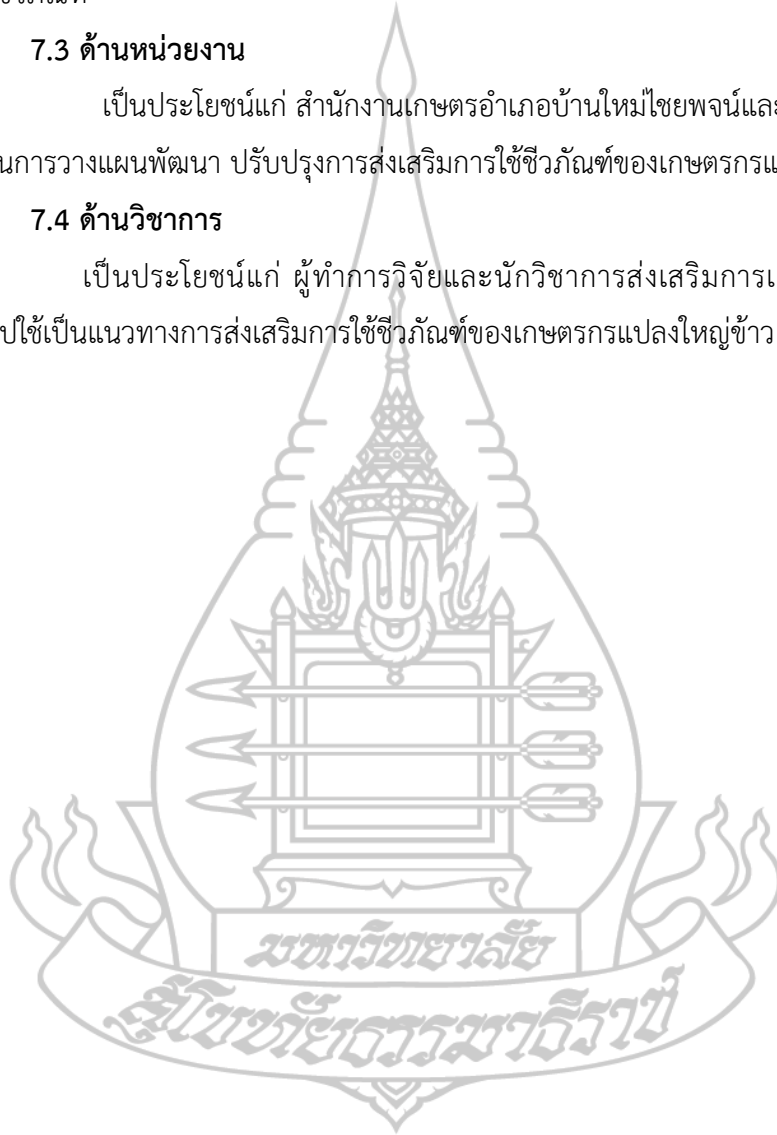 7.3 ด้านหน่วยงาน
เป็นประโยชน์แก่ สำนักงานเกษตรอำเภอบ้านใหม่ไชยพจน์และ
นการวางแผนพัฒนา ปรับปรุงการส่งเสริมการใช้ชีวภัณฑ์ของเกษตรกรแ
7.4 ด้านวิชาการ
เป็นประโยชน์แก่ ผู้ทำการวิจัยและนักวิชาการส่งเสริมการเ
ปใช้เป็นแนวทางการส่งเสริมการใช้ชีวภัณฑ์ของเกษตรกรแปลงใหญ่ข้าว
มหาวิทยาลัย
สุโขทัยธรรมาธิราช